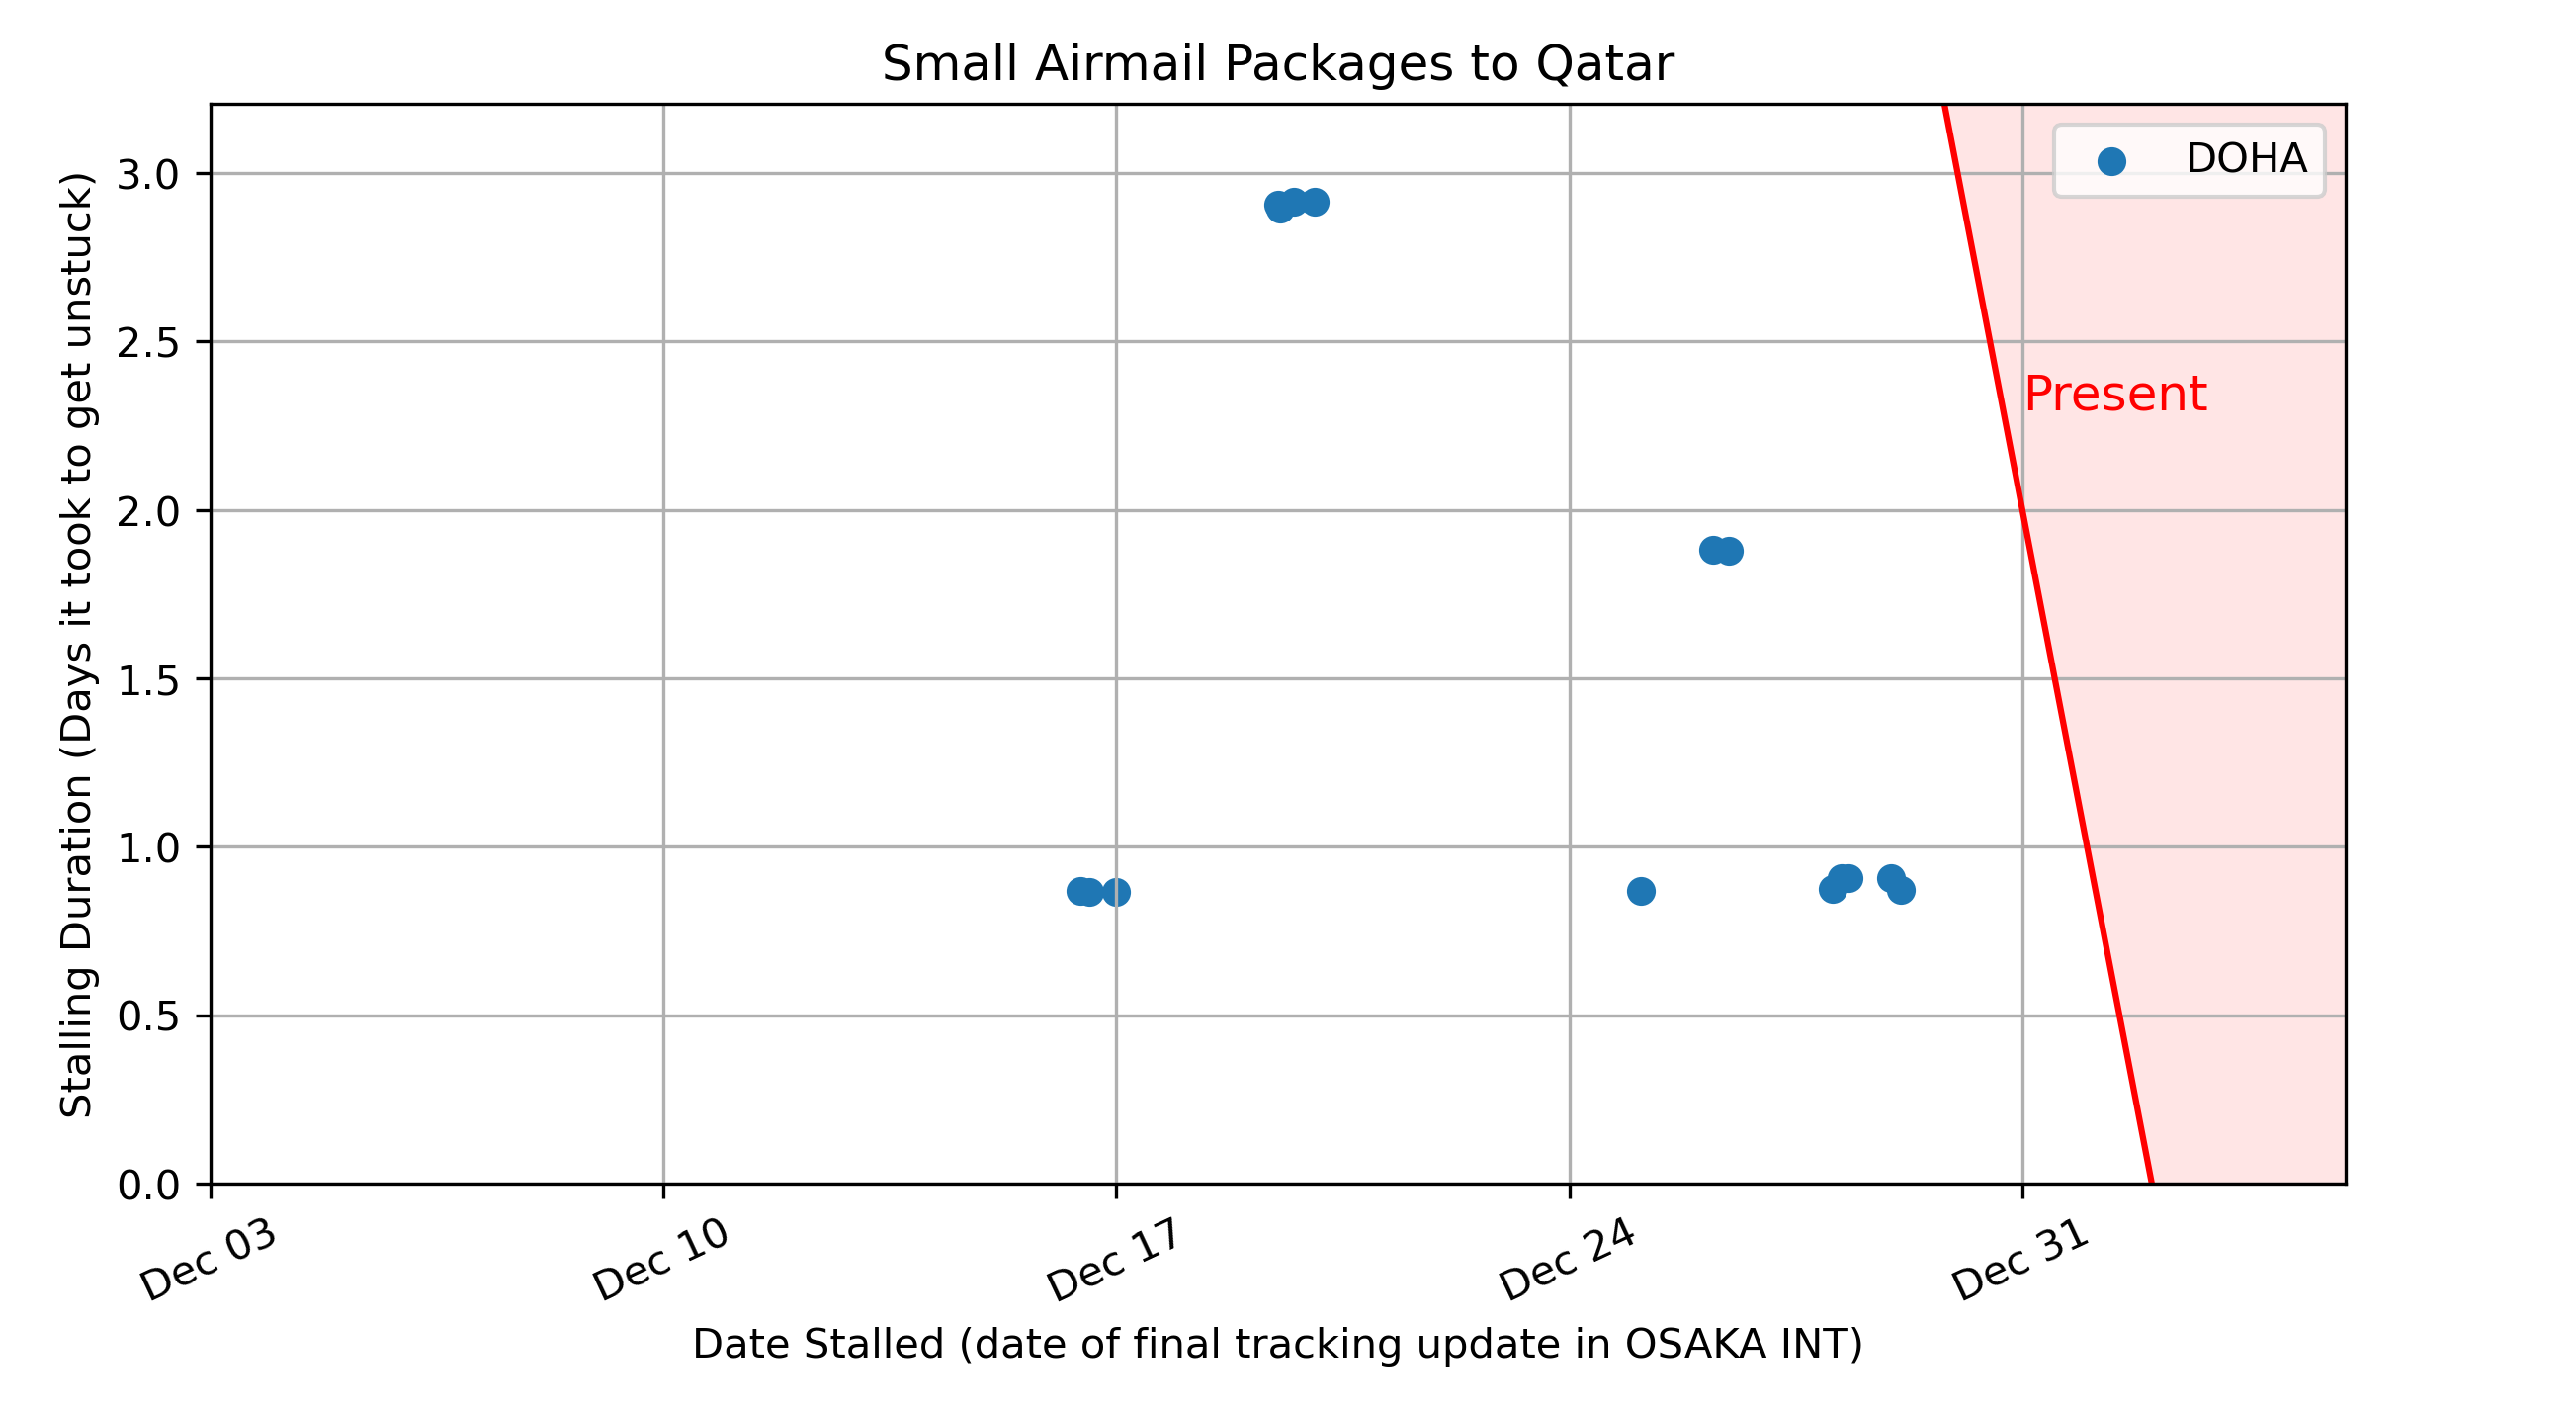 Small Airmail Packages to Qatar
DOHA
Present
Stalling Duration (Days it took to get unstuck)
3.0
2.5
2.0
1.5
1.0
0.5
0.0
Dec 03
Dec 10
Dec 17
Dec 24
Dec 31
Date Stalled (date of final tracking update in OSAKA INT)